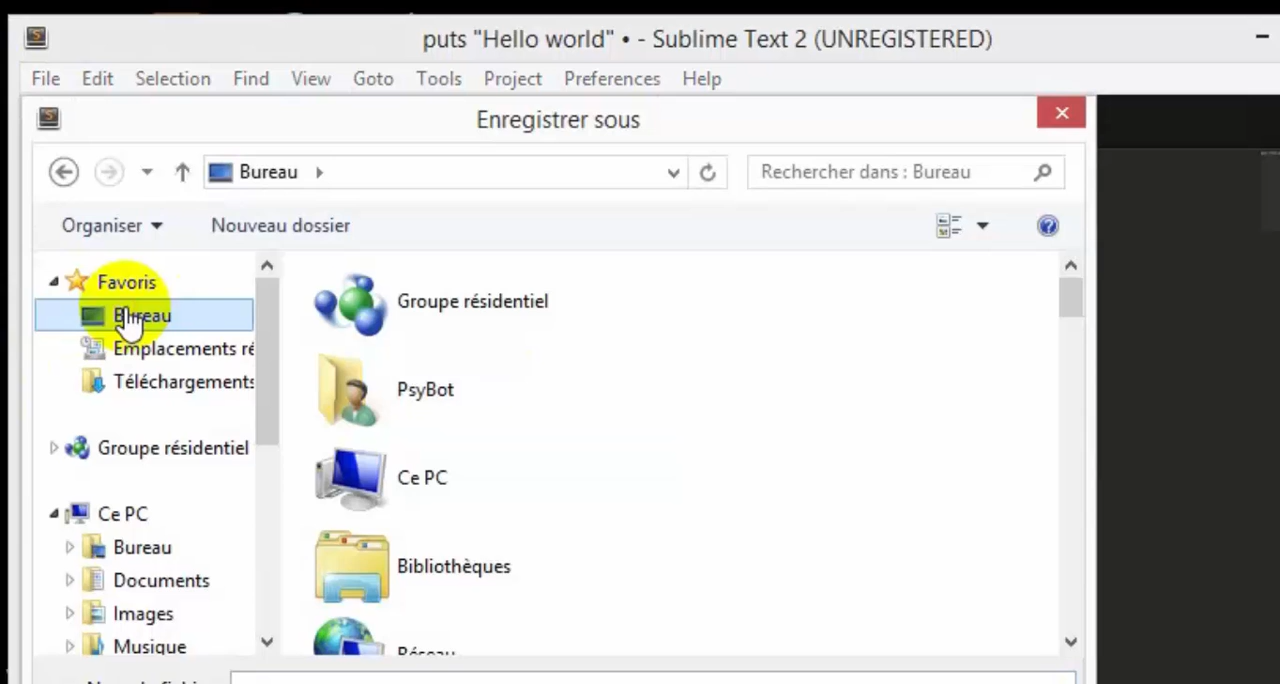 puts "Hello world" • - Sublime Text 2 (UNREGISTERED)
File Edit Selection Find View Goto Tools Project Preferences Help
Enregistrer sous
Bureau
Rechercher dans : Bureau
Organiser
Nouveau dossier
Favoris
Bureau
Emplacements ré
Téléchargements
Groupe résidentiel
Ce PC
Bureau
Documents
Images
Musique
Groupe résidentiel
PsyBot
Ce PC
Bibliothèques
Réseau